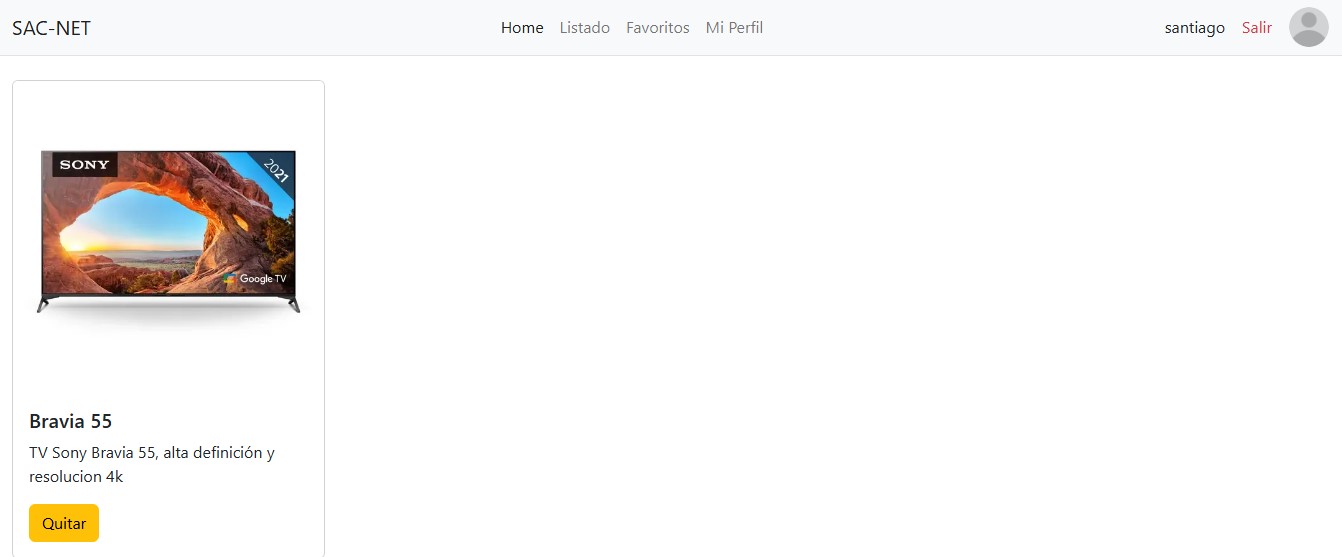 SAC-NET
Home Listado Favoritos Mi Perfil
santiago Salir
SONY
2021
Google TV
Bravia 55
TV Sony Bravia 55, alta definición y
resolucion 4k
Quitar